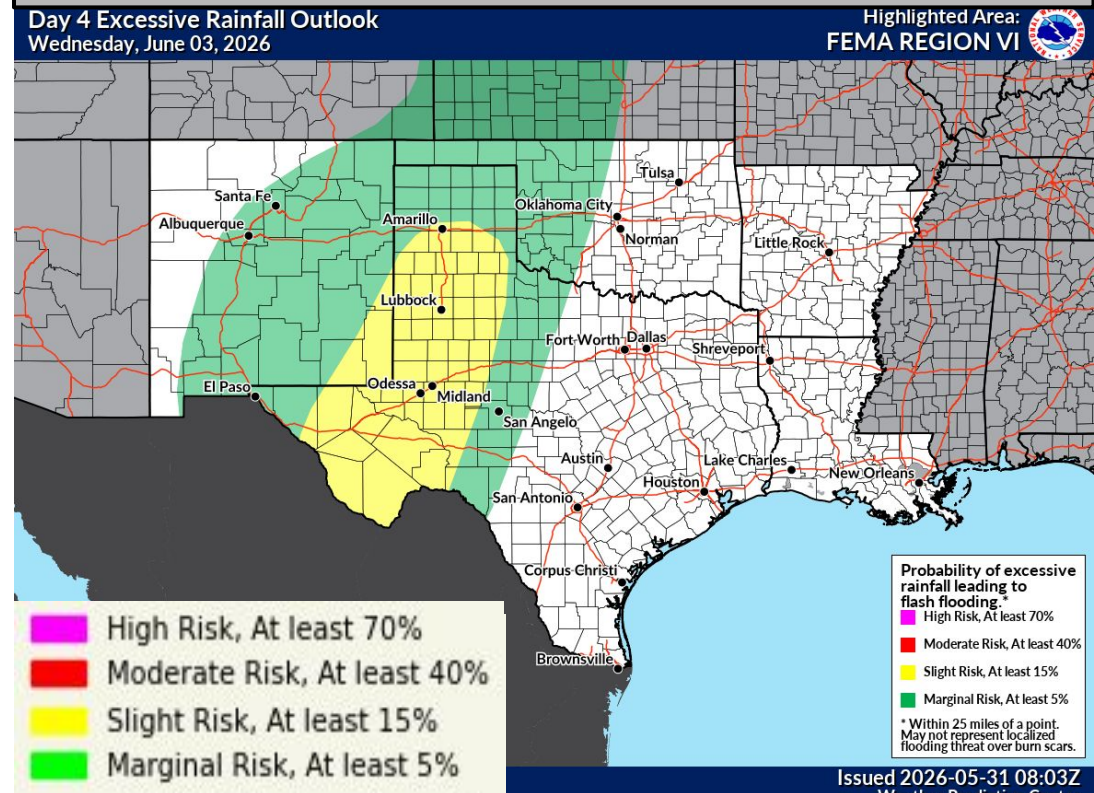 Day 4 Excessive Rainfall Outlook
Wednesday, June 03, 2026
Highlighted Area:
FEMA REGION VI
NATIONAL WEATHER SERVICE
Santa Fe
Albuquerque
Amarillo
Tulsa
Oklahoma City
Norman
Little Rock
Lubbock
Fort Worth
Dallas
Shreveport
El Paso
Odessa
Midland
San Angelo
Austin
Houston
Lake Charles
New Orleans
San Antonio
Corpus Christi
Brownsville
Probability of excessive
rainfall leading to
flash flooding.*
High Risk, At least 70%
Moderate Risk, At least 40%
Slight Risk, At least 15%
Marginal Risk, At least 5%
* Within 25 miles of a point.
May not represent localized
flooding threat over burn scars.
High Risk, At least 70%
Moderate Risk, At least 40%
Slight Risk, At least 15%
Marginal Risk, At least 5%
Issued 2026-05-31 08:03Z
Weather Prediction Center